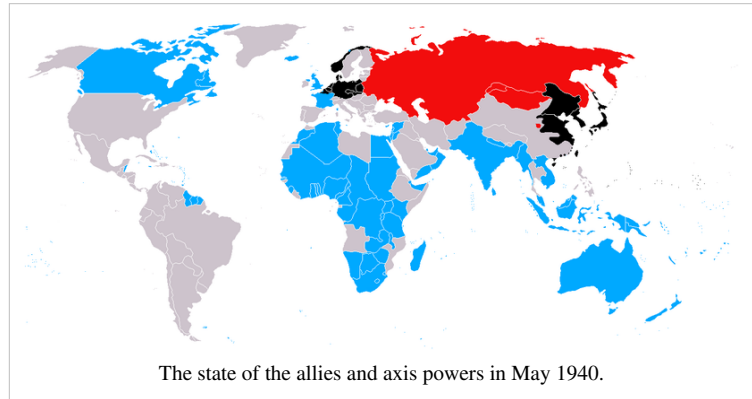 The state of the allies and axis powers in May 1940.